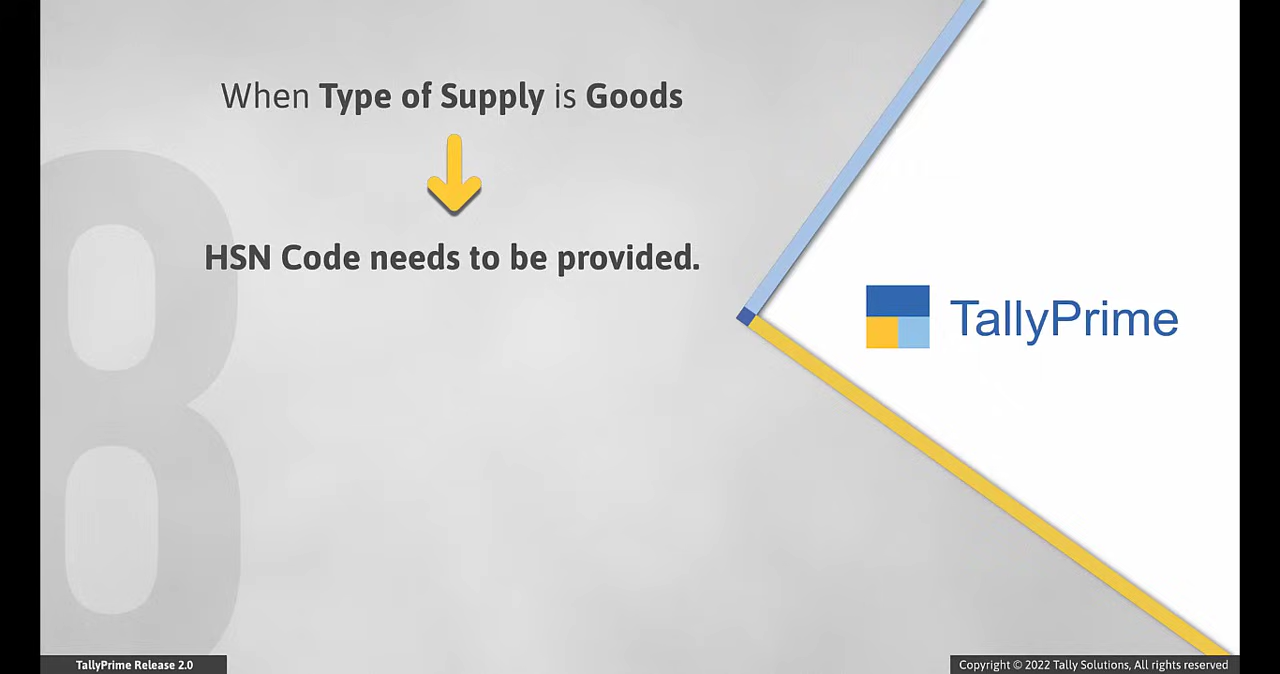 When Type of Supply is Goods
HSN Code needs to be provided.
8
TallyPrime
TallyPrime Release 2.0
Copyright © 2022 Tally Solutions, All rights reserved